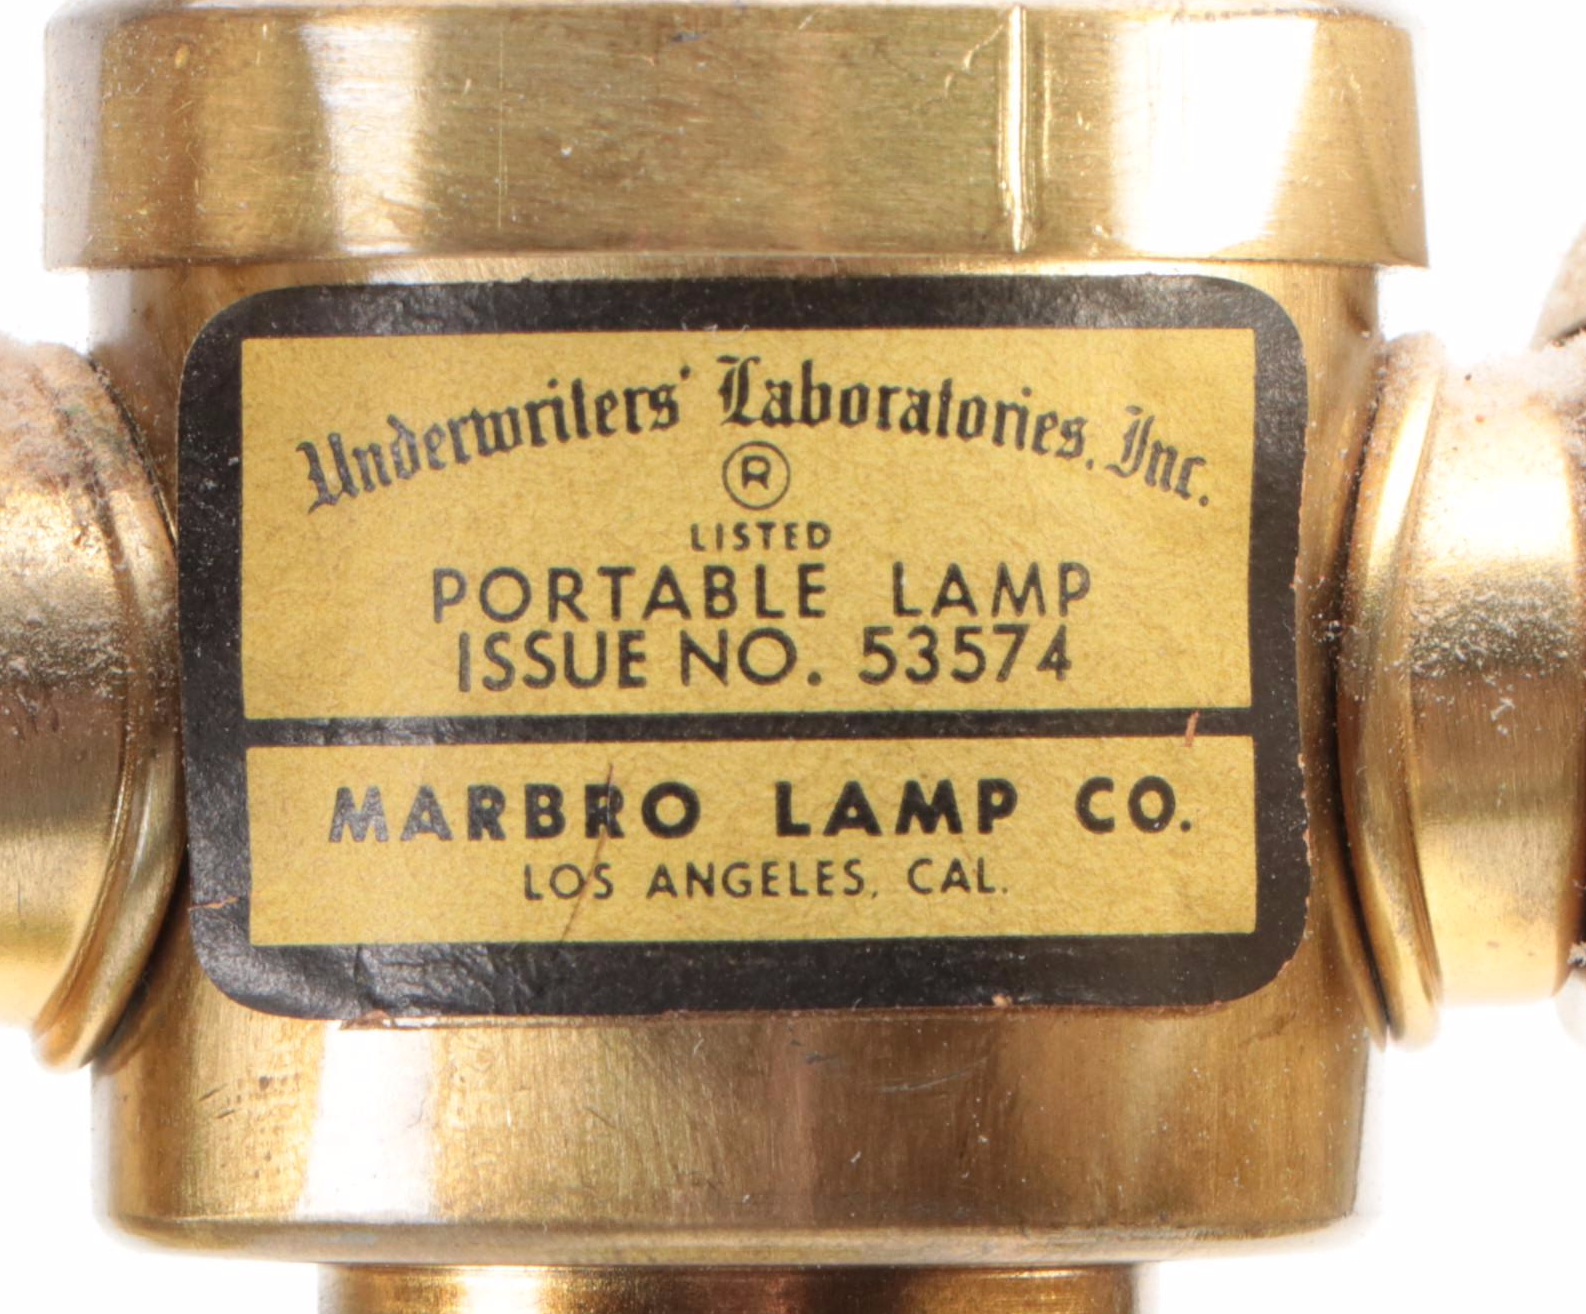 Underwriters' Laboratories, Inc.
®
LISTED
PORTABLE LAMP
ISSUE NO. 53574
MARBRO LAMP CO.
LOS ANGELES, CAL.